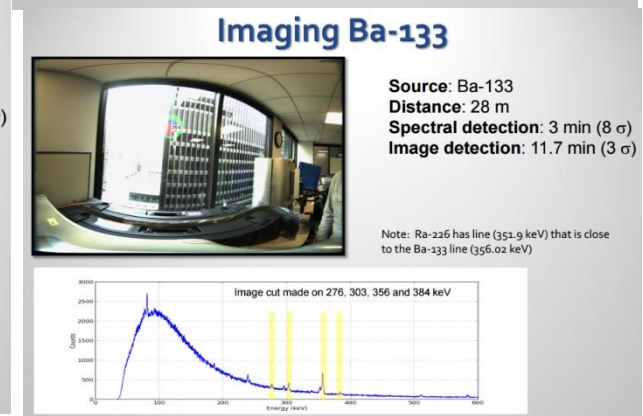 Imaging Ba-133
)
Source: Ba-133
Distance: 28 m
Spectral detection: 3 min (8 σ)
Image detection: 11.7 min (3 σ)
Note: Ra-226 has line (351.9 keV) that is close
to the Ba-133 line (356.02 keV)
Image cut made on 276, 303, 356 and 384 keV
Counts
3000
2500
2000
1500
1000
500
0
0
100
200
300
400
500
600
Energy (keV)